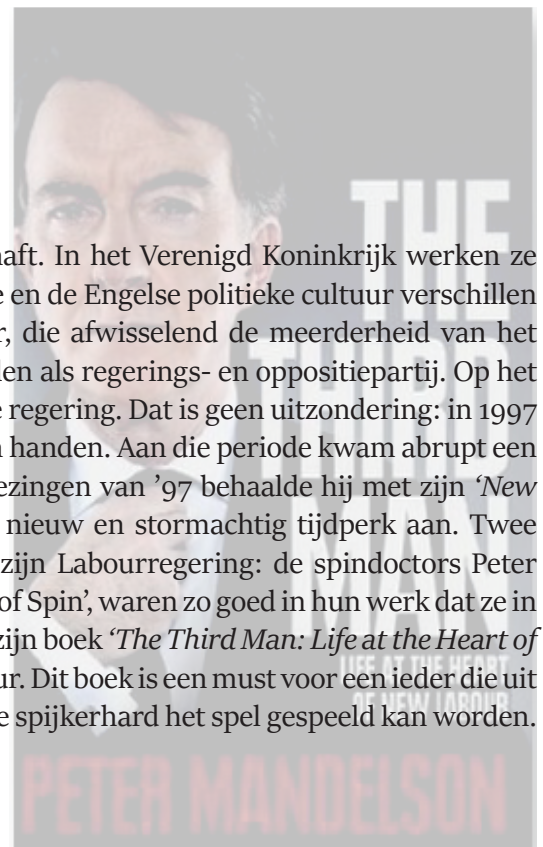 THE
THIRD
MAN
LIFE AT THE HEART
OF NEW LABOUR
PETER MANDELSON
aft. In het Verenigd Koninkrijk werken ze
e en de Engelse politieke cultuur verschillen
r, die afwisselend de meerderheid van het
den als regerings- en oppositiepartij. Op het
e regering. Dat is geen uitzondering: in 1997
n handen. Aan die periode kwam abrupt een
ezingen van ’97 behaalde hij met zijn ‘New
nieuw en stormachtig tijdperk aan. Twee
zijn Labourregering: de spindoctors Peter
of Spin’, waren zo goed in hun werk dat ze in
zijn boek ‘The Third Man: Life at the Heart of
ur. Dit boek is een must voor een ieder die uit
e spijkerhard het spel gespeeld kan worden.